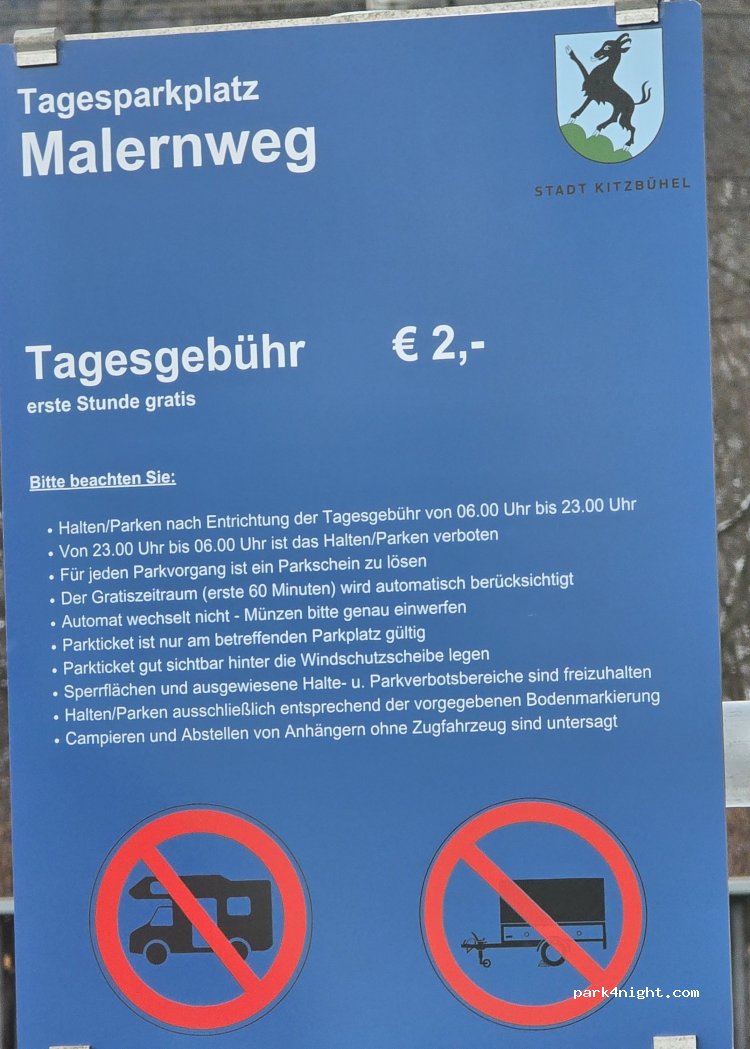 Tagesparkplatz
Malernweg
STADT KITZBÜHEL
Tagesgebühr € 2,-
erste Stunde gratis
Bitte beachten Sie:
• Halten/Parken nach Entrichtung der Tagesgebühr von 06.00 Uhr bis 23.00 Uhr
• Von 23.00 Uhr bis 06.00 Uhr ist das Halten/Parken verboten
• Für jeden Parkvorgang ist ein Parkschein zu lösen
• Der Gratiszeitraum (erste 60 Minuten) wird automatisch berücksichtigt
• Automat wechselt nicht - Münzen bitte genau einwerfen
• Parkticket ist nur am betreffenden Parkplatz gültig
• Parkticket gut sichtbar hinter die Windschutzscheibe legen
• Sperrflächen und ausgewiesene Halte- u. Parkverbotsbereiche sind freizuhalten
• Halten/Parken ausschließlich entsprechend der vorgegebenen Bodenmarkierung
• Campieren und Abstellen von Anhängern ohne Zugfahrzeug sind untersagt
park4night.com